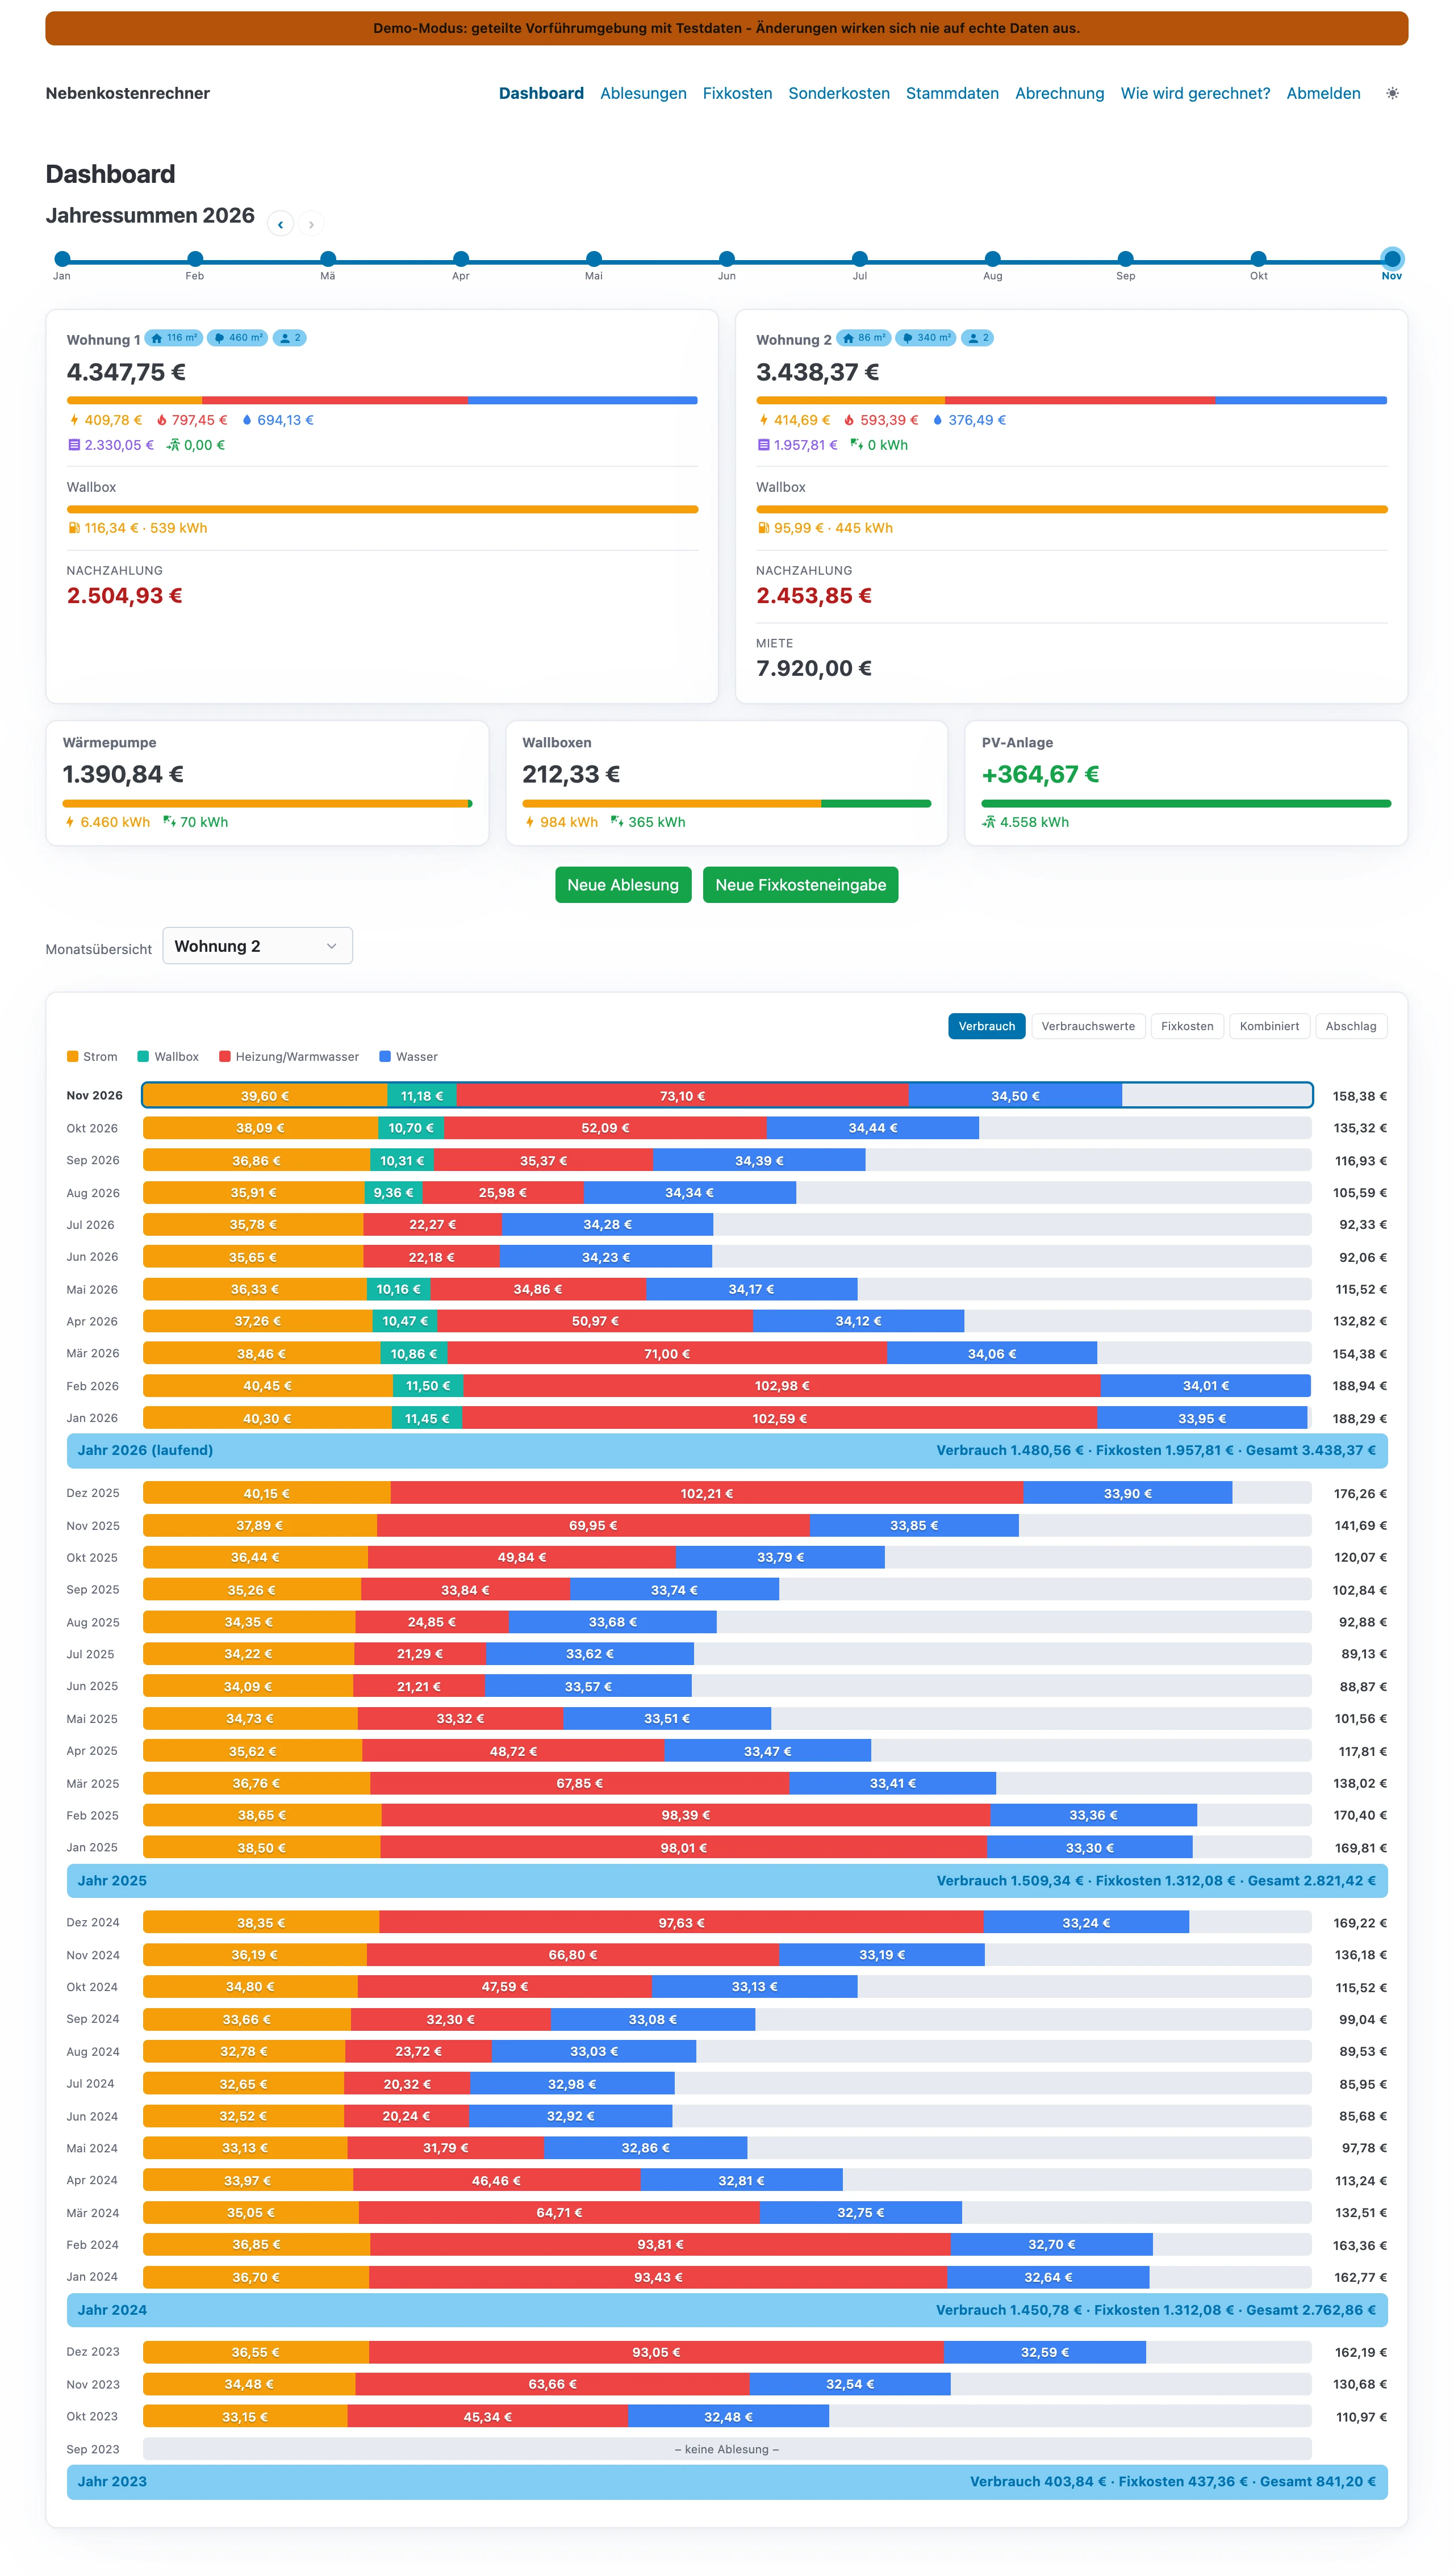 Demo-Modus: geteilte Vorführumgebung mit Testdaten - Änderungen wirken sich nie auf echte Daten aus.
Nebenkostenrechner
Dashboard Ablesungen Fixkosten Sonderkosten Stammdaten Abrechnung Wie wird gerechnet? Abmelden
Dashboard
Jahressummen 2026 ‹ ›
Jan Feb Mä Apr Mai Jun Jul Aug Sep Okt Nov
Wohnung 1 116 m² 460 m² 2
4.347,75 €
409,78 € 797,45 € 694,13 €
2.330,05 € 0,00 €
Wallbox
116,34 € · 539 kWh
NACHZAHLUNG
2.504,93 €
Wohnung 2 86 m² 340 m² 2
3.438,37 €
414,69 € 593,39 € 376,49 €
1.957,81 € 0 kWh
Wallbox
95,99 € · 445 kWh
NACHZAHLUNG
2.453,85 €
MIETE
7.920,00 €
Wärmepumpe
1.390,84 €
6.460 kWh 70 kWh
Wallboxen
212,33 €
984 kWh 365 kWh
PV-Anlage
+364,67 €
4.558 kWh
Neue Ablesung Neue Fixkosteneingabe
Monatsübersicht Wohnung 2
Verbrauch Verbrauchswerte Fixkosten Kombiniert Abschlag
Strom Wallbox Heizung/Warmwasser Wasser
Nov 2026 39,60 € 11,18 € 73,10 € 34,50 € 158,38 €
Okt 2026 38,09 € 10,70 € 52,09 € 34,44 € 135,32 €
Sep 2026 36,86 € 10,31 € 35,37 € 34,39 € 116,93 €
Aug 2026 35,91 € 9,36 € 25,98 € 34,34 € 105,59 €
Jul 2026 35,78 € 22,27 € 34,28 € 92,33 €
Jun 2026 35,65 € 22,18 € 34,23 € 92,06 €
Mai 2026 36,33 € 10,16 € 34,86 € 34,17 € 115,52 €
Apr 2026 37,26 € 10,47 € 50,97 € 34,12 € 132,82 €
Mär 2026 38,46 € 10,86 € 71,00 € 34,06 € 154,38 €
Feb 2026 40,45 € 11,50 € 102,98 € 34,01 € 188,94 €
Jan 2026 40,30 € 11,45 € 102,59 € 33,95 € 188,29 €
Jahr 2026 (laufend) Verbrauch 1.480,56 € · Fixkosten 1.957,81 € · Gesamt 3.438,37 €
Dez 2025 40,15 € 102,21 € 33,90 € 176,26 €
Nov 2025 37,89 € 69,95 € 33,85 € 141,69 €
Okt 2025 36,44 € 49,84 € 33,79 € 120,07 €
Sep 2025 35,26 € 33,84 € 33,74 € 102,84 €
Aug 2025 34,35 € 24,85 € 33,68 € 92,88 €
Jul 2025 34,22 € 21,29 € 33,62 € 89,13 €
Jun 2025 34,09 € 21,21 € 33,57 € 88,87 €
Mai 2025 34,73 € 33,32 € 33,51 € 101,56 €
Apr 2025 35,62 € 48,72 € 33,47 € 117,81 €
Mär 2025 36,76 € 67,85 € 33,41 € 138,02 €
Feb 2025 38,65 € 98,39 € 33,36 € 170,40 €
Jan 2025 38,50 € 98,01 € 33,30 € 169,81 €
Jahr 2025 Verbrauch 1.509,34 € · Fixkosten 1.312,08 € · Gesamt 2.821,42 €
Dez 2024 38,35 € 97,63 € 33,24 € 169,22 €
Nov 2024 36,19 € 66,80 € 33,19 € 136,18 €
Okt 2024 34,80 € 47,59 € 33,13 € 115,52 €
Sep 2024 33,66 € 32,30 € 33,08 € 99,04 €
Aug 2024 32,78 € 23,72 € 33,03 € 89,53 €
Jul 2024 32,65 € 20,32 € 32,98 € 85,95 €
Jun 2024 32,52 € 20,24 € 32,92 € 85,68 €
Mai 2024 33,13 € 31,79 € 32,86 € 97,78 €
Apr 2024 33,97 € 46,46 € 32,81 € 113,24 €
Mär 2024 35,05 € 64,71 € 32,75 € 132,51 €
Feb 2024 36,85 € 93,81 € 32,70 € 163,36 €
Jan 2024 36,70 € 93,43 € 32,64 € 162,77 €
Jahr 2024 Verbrauch 1.450,78 € · Fixkosten 1.312,08 € · Gesamt 2.762,86 €
Dez 2023 36,55 € 93,05 € 32,59 € 162,19 €
Nov 2023 34,48 € 63,66 € 32,54 € 130,68 €
Okt 2023 33,15 € 45,34 € 32,48 € 110,97 €
Sep 2023 – keine Ablesung –
Jahr 2023 Verbrauch 403,84 € · Fixkosten 437,36 € · Gesamt 841,20 €